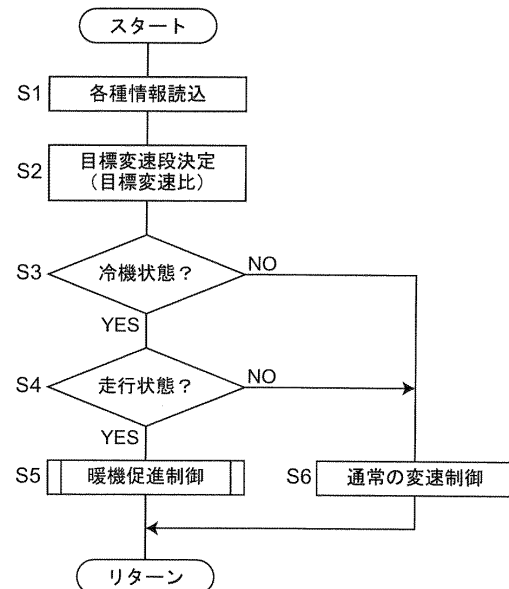 スタート
S1
各種情報読込
S2
目標変速段決定
(目標変速比)
S3
冷機状態?
NO
YES
S4
走行状態?
NO
YES
S5
暖機促進制御
S6
通常の変速制御
リターン